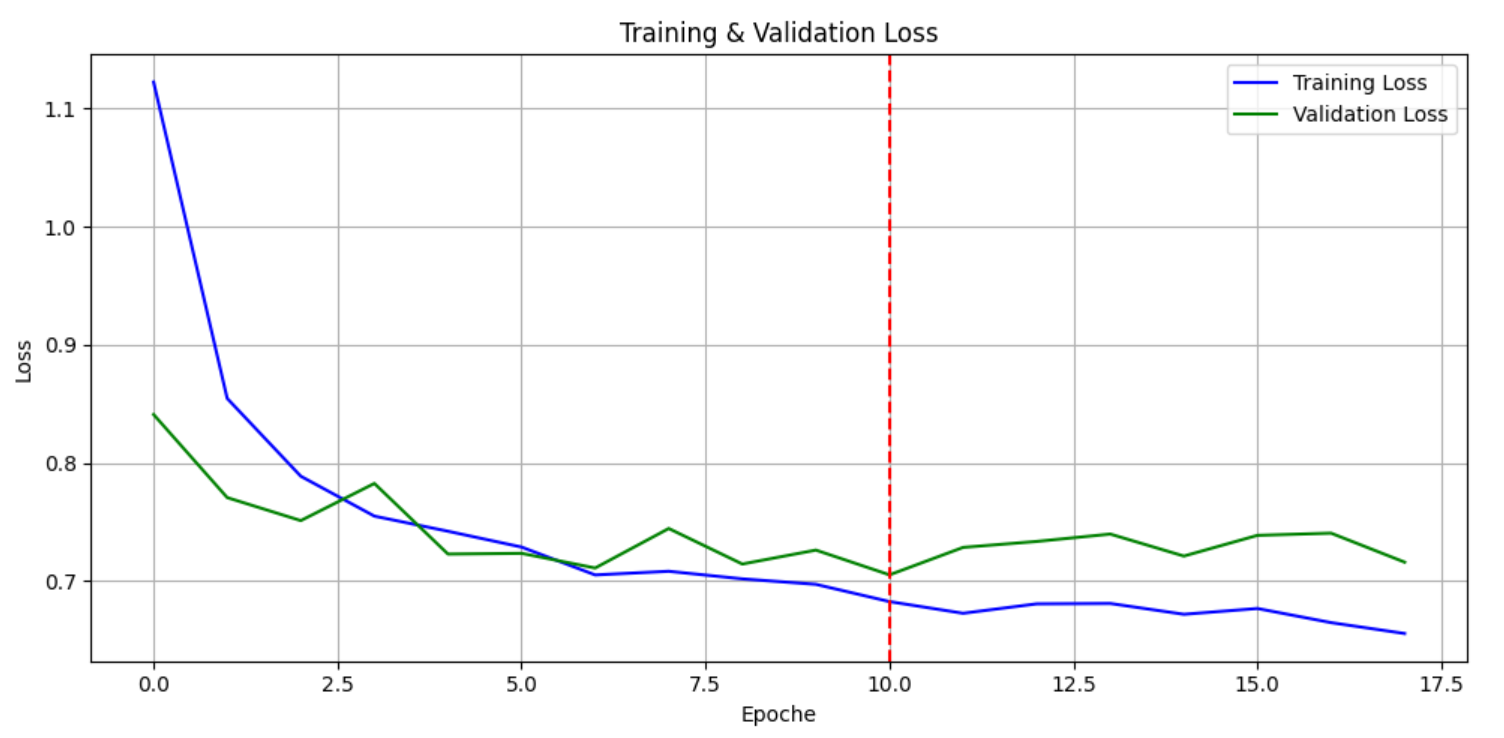 Training & Validation Loss
Training Loss
Validation Loss
1.1
1.0
0.9
0.8
0.7
Loss
0.0 2.5 5.0 7.5 10.0 12.5 15.0 17.5
Epoche